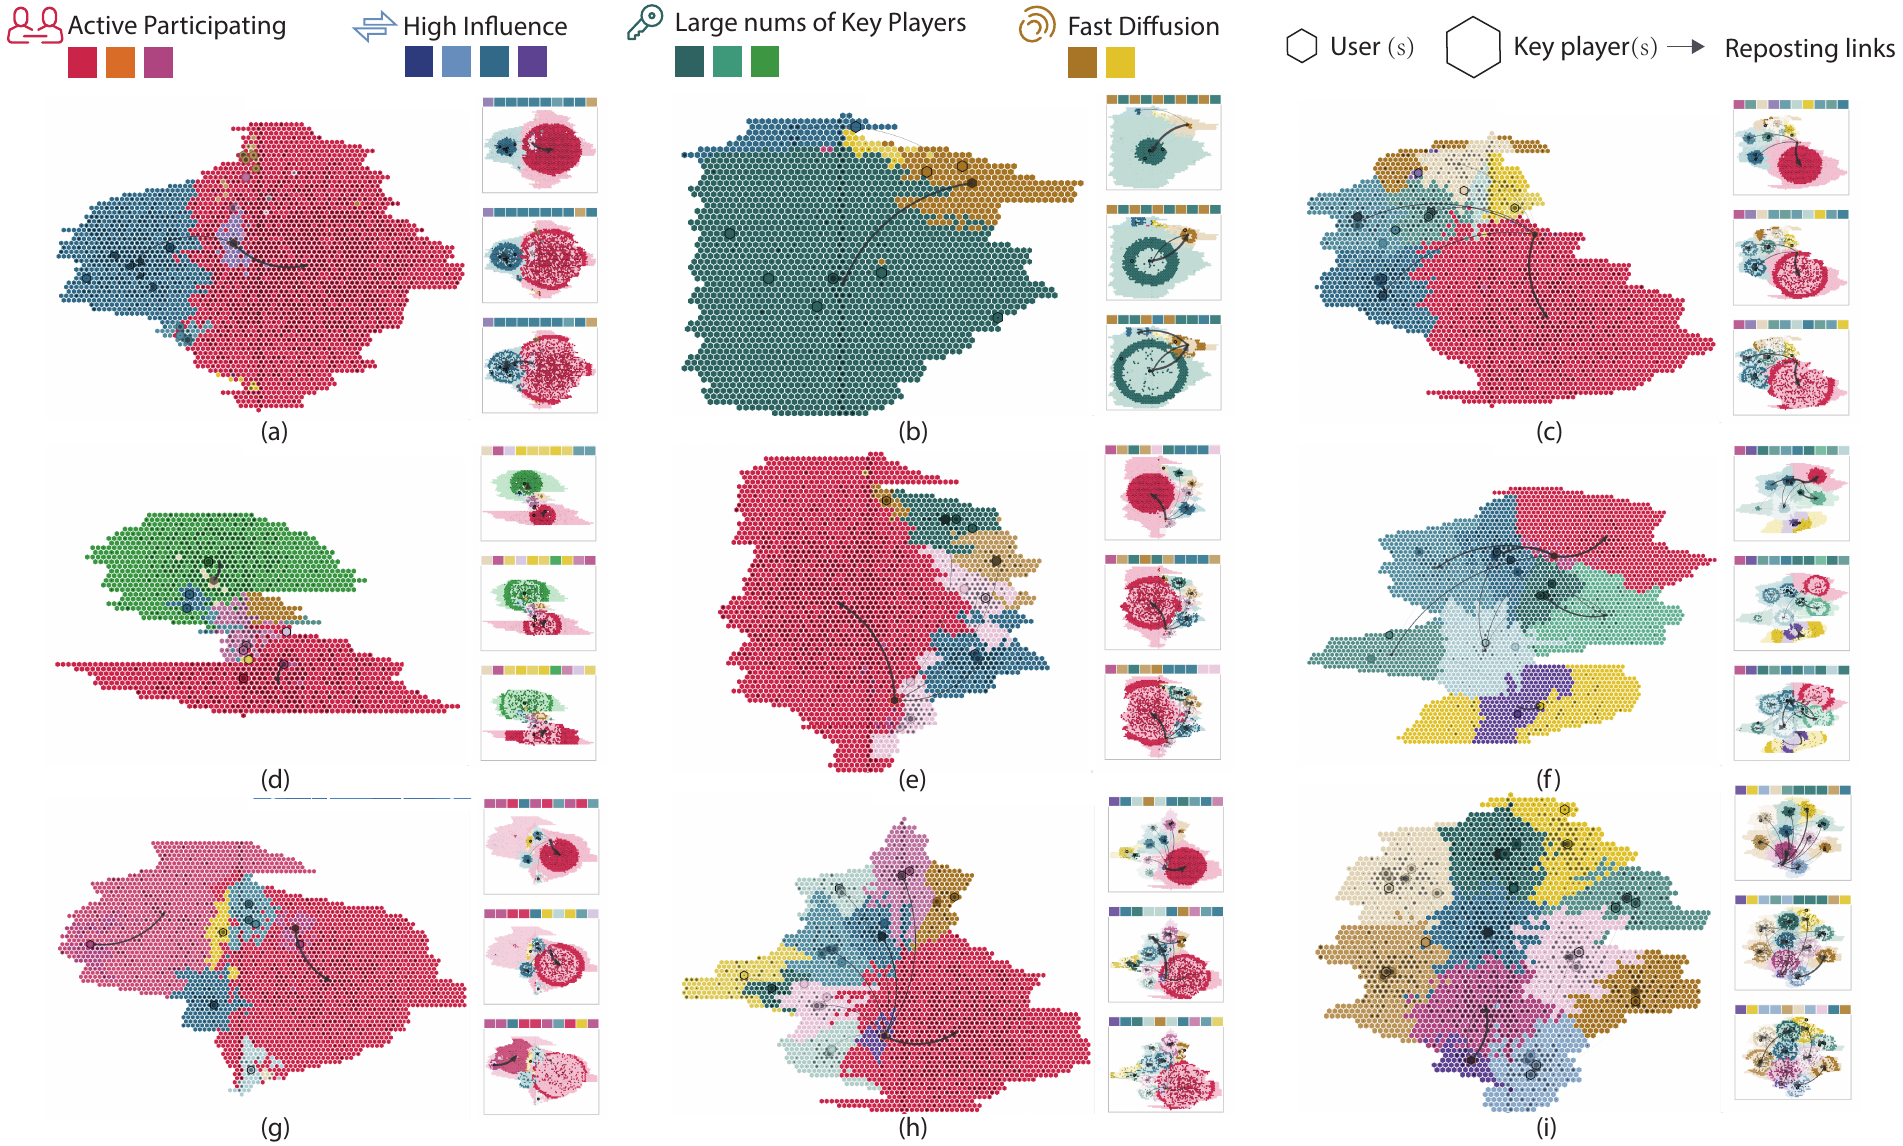 Active Participating
High Influence
Large nums of Key Players
Fast Diffusion
User (s)
Key player(s)
Reposting links
(a)
(b)
(c)
(d)
(e)
(f)
(g)
(h)
(i)